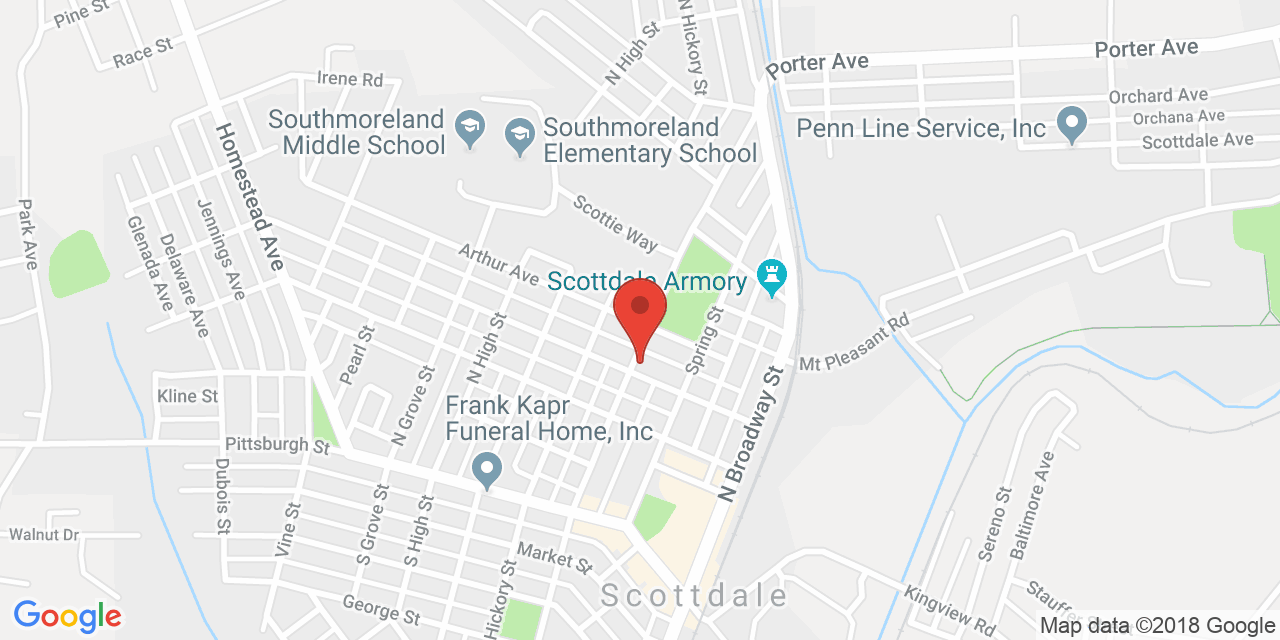 Pine St
Race St
Irene Rd
N High St
N Hickory St
Porter Ave
Porter Ave
Orchard Ave
Orchana Ave
Scottdale Ave
Penn Line Service, Inc
Southmoreland
Middle School
Southmoreland
Elementary School
Homestead Ave
Park Ave
Glenada Ave
Delaware Ave
Jennings Ave
Scottie Way
Arthur Ave
Scottdale Armory
Spring St
Mt Pleasant Rd
Pearl St
N High St
N Grove St
Kline St
Frank Kapr
Funeral Home, Inc
Pittsburgh St
N Broadway St
Dubois St
Vine St
S Grove St
S High St
Hickory St
Market St
George St
Walnut Dr
Sereno St
Baltimore Ave
Kingview Rd
Scottdale
Google
Map data ©2018 Google